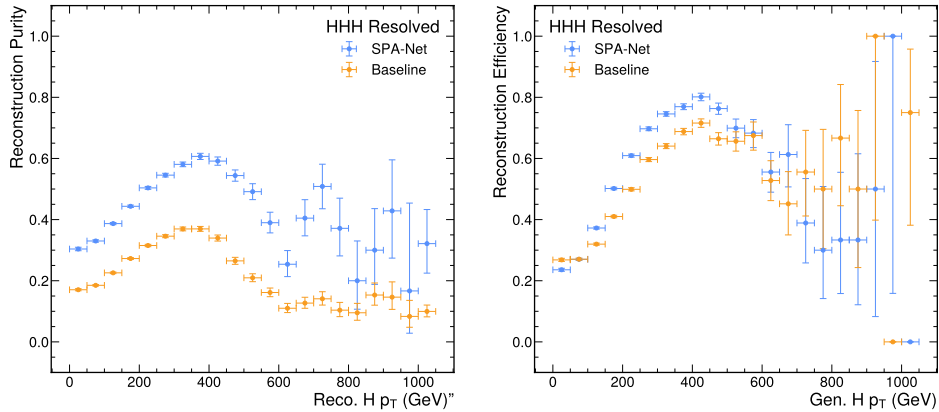 HHH Resolved
SPA-Net
Baseline
Reconstruction Purity
1.0
0.8
0.6
0.4
0.2
0.0
0 200 400 600 800 1000
Reco. H pT (GeV)”
HHH Resolved
SPA-Net
Baseline
Reconstruction Efficiency
1.0
0.8
0.6
0.4
0.2
0.0
0 200 400 600 800 1000
Gen. H pT (GeV)